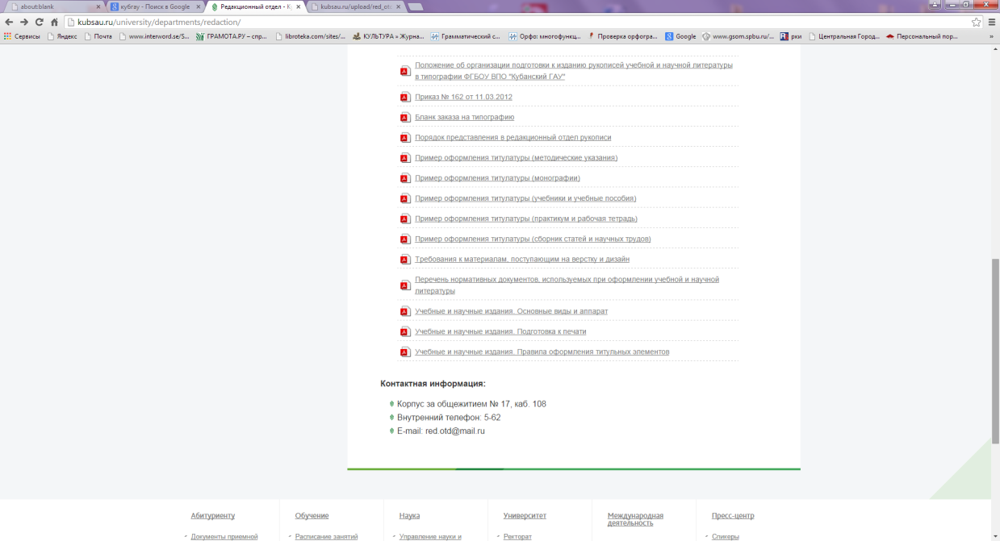 about:blank
кубгау - Поиск в Google
Редакционный отдел - Ку
kubsau.ru/upload/red_otd
kubsau.ru/university/departments/redaction/
Сервисы Яндекс Почта www.interword.se/S... ГРАМОТА.РУ – спр... libroteka.com/sites/... КУЛЬТУРА » Журна... Грамматический с... Орфо: многофункц... Проверка орфогра... Google www.gsom.spbu.ru/... рки Центральная Город... Персональный пор... »
Положение об организации подготовки к изданию рукописей учебной и научной литературы
в типографии ФГБОУ ВПО "Кубанский ГАУ"
Приказ № 162 от 11.03.2012
Бланк заказа на типографию
Порядок представления в редакционный отдел рукописи
Пример оформления титулатуры (методические указания)
Пример оформления титулатуры (монографии)
Пример оформления титулатуры (учебники и учебные пособия)
Пример оформления титулатуры (практикум и рабочая тетрадь)
Пример оформления титулатуры (сборник статей и научных трудов)
Требования к материалам, поступающим на верстку и дизайн
Перечень нормативных документов, используемых при оформлении учебной и научной
литературы
Учебные и научные издания. Основные виды и аппарат
Учебные и научные издания. Подготовка к печати
Учебные и научные издания. Правила оформления титульных элементов
Контактная информация:
Корпус за общежитием № 17, каб. 108
Внутренний телефон: 5-62
E-mail: red.otd@mail.ru
Абитуриенту
Документы приемной
Обучение
Расписание занятий
Наука
Управление науки и
Университет
Ректорат
Международная
деятельность
Пресс-центр
Спикеры